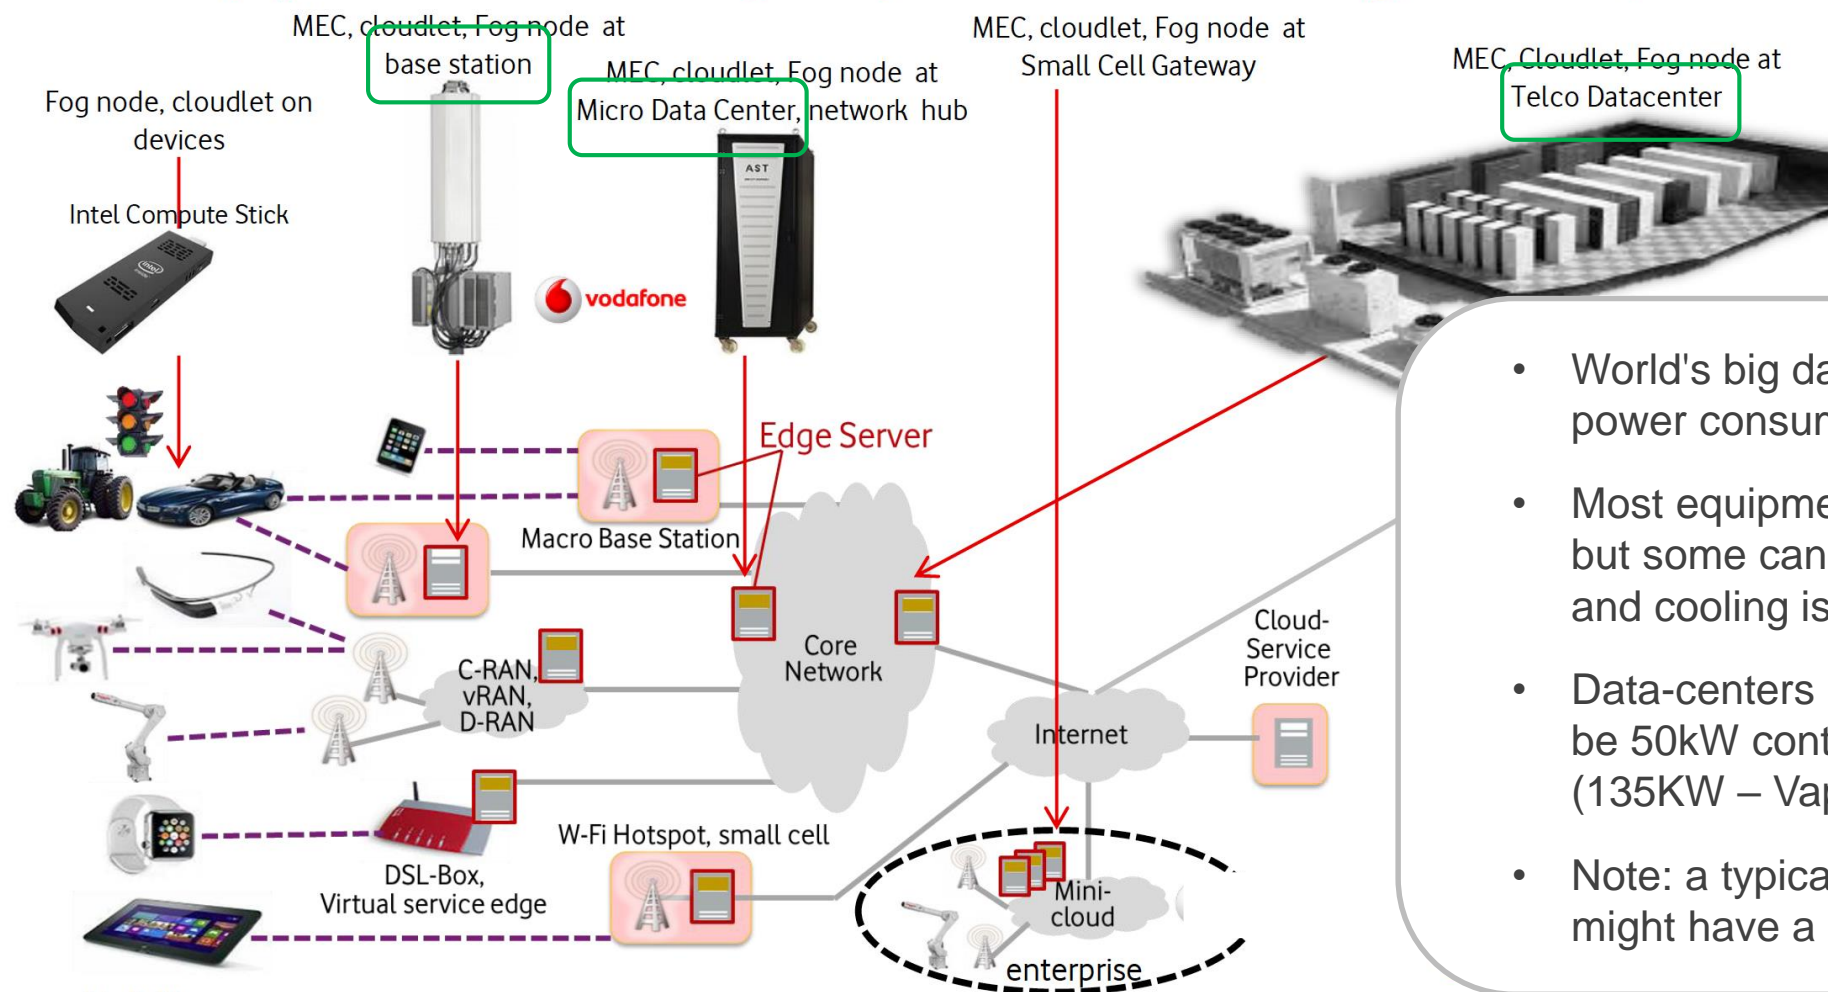 MEC, cloudlet, Fog node at
base station
MEC, cloudlet, Fog node at
Micro Data Center, network hub
MEC, cloudlet, Fog node at
Small Cell Gateway
MEC, Cloudlet, Fog node at
Telco Datacenter
Fog node, cloudlet on
devices
Intel Compute Stick
(intel)
inside
AST
vodafone
Edge Server
Macro Base Station
Core
Network
C-RAN,
vRAN,
D-RAN
Cloud-
Service
Provider
Internet
DSL-Box,
Virtual service edge
W-Fi Hotspot, small cell
Mini-
cloud
enterprise
• World's big da
power consu
• Most equipme
but some can
and cooling is
• Data-centers
be 50kW cont
(135KW – Vap
• Note: a typica
might have a